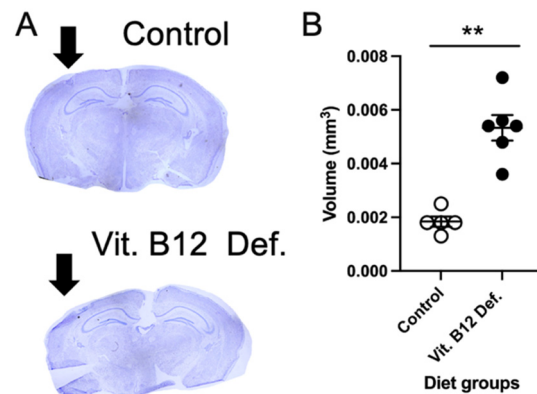 A
Control
Vit. B12 Def.
B
**
0.008
0.006
0.004
0.002
0.000
Volume (mm³)
Control
Vit. B12 Def.
Diet groups